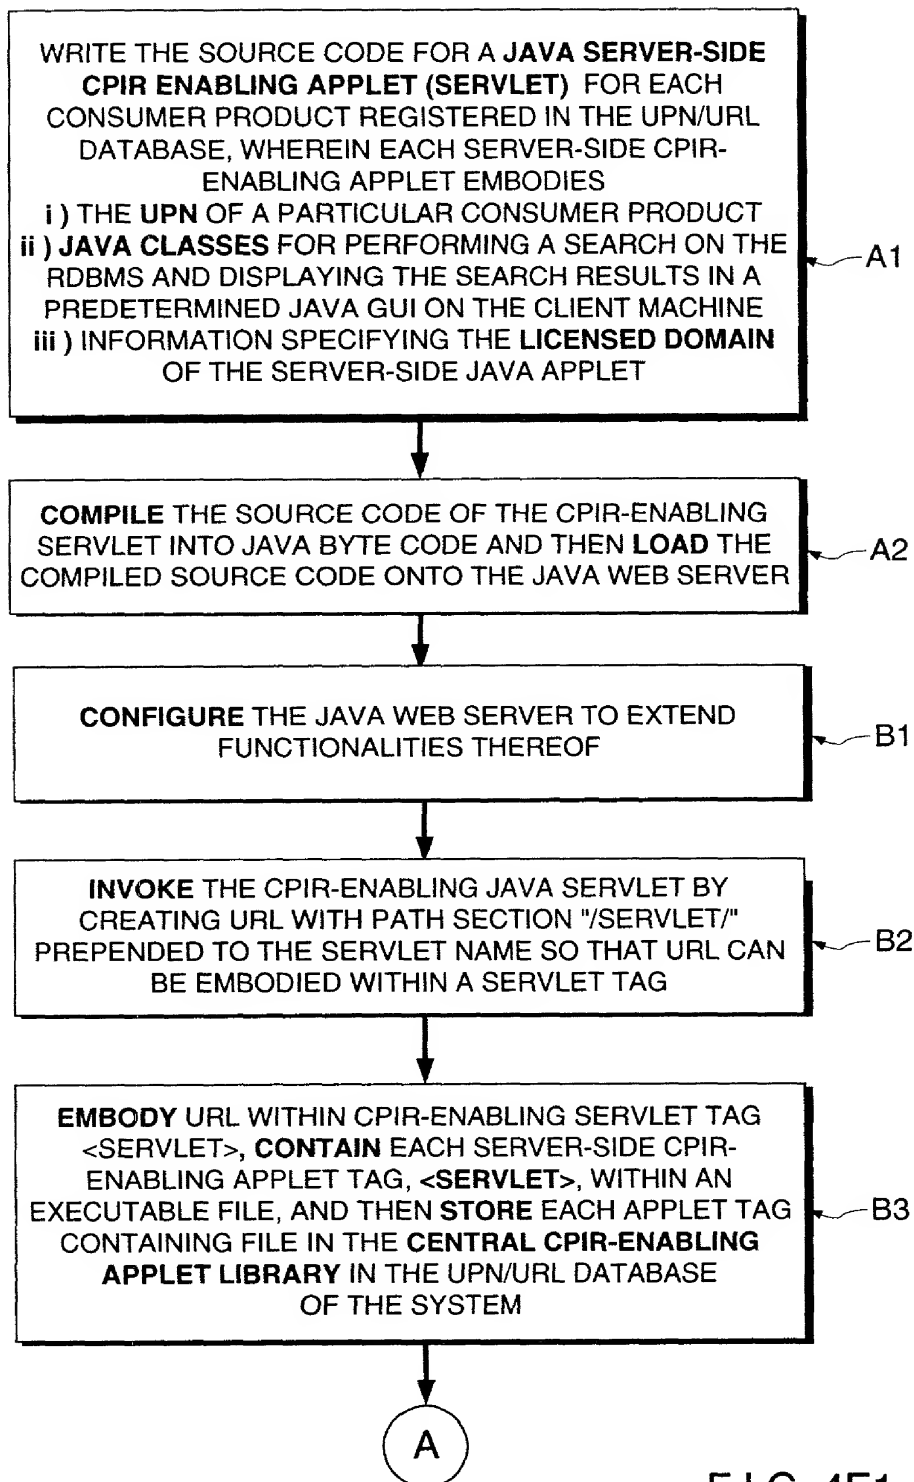 WRITE THE SOURCE CODE FOR A JAVA SERVER-SIDE
CPIR ENABLING APPLET (SERVLET) FOR EACH
CONSUMER PRODUCT REGISTERED IN THE UPN/URL
DATABASE, WHEREIN EACH SERVER-SIDE CPIR-
ENABLING APPLET EMBODIES
i ) THE UPN OF A PARTICULAR CONSUMER PRODUCT
ii ) JAVA CLASSES FOR PERFORMING A SEARCH ON THE
RDBMS AND DISPLAYING THE SEARCH RESULTS IN A
PREDETERMINED JAVA GUI ON THE CLIENT MACHINE
iii ) INFORMATION SPECIFYING THE LICENSED DOMAIN
OF THE SERVER-SIDE JAVA APPLET
A1
COMPILE THE SOURCE CODE OF THE CPIR-ENABLING
SERVLET INTO JAVA BYTE CODE AND THEN LOAD THE
COMPILED SOURCE CODE ONTO THE JAVA WEB SERVER
A2
CONFIGURE THE JAVA WEB SERVER TO EXTEND
FUNCTIONALITIES THEREOF
B1
INVOKE THE CPIR-ENABLING JAVA SERVLET BY
CREATING URL WITH PATH SECTION "/SERVLET/"
PREPENDED TO THE SERVLET NAME SO THAT URL CAN
BE EMBODIED WITHIN A SERVLET TAG
B2
EMBODY URL WITHIN CPIR-ENABLING SERVLET TAG
<SERVLET>, CONTAIN EACH SERVER-SIDE CPIR-
ENABLING APPLET TAG, <SERVLET>, WITHIN AN
EXECUTABLE FILE, AND THEN STORE EACH APPLET TAG
CONTAINING FILE IN THE CENTRAL CPIR-ENABLING
APPLET LIBRARY IN THE UPN/URL DATABASE
OF THE SYSTEM
B3
A
FIG. 4E1